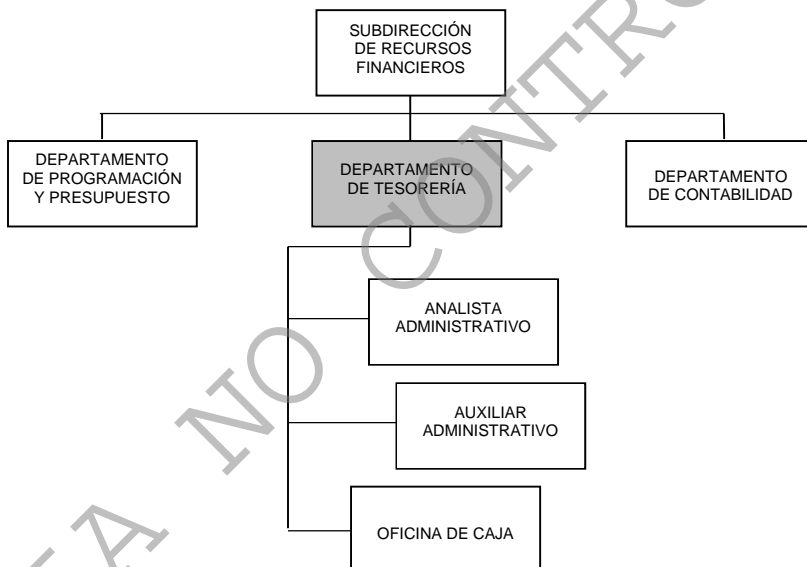 SUBDIRECCIÓN
DE RECURSOS
FINANCIEROS
DEPARTAMENTO
DE PROGRAMACIÓN
Y PRESUPUESTO
DEPARTAMENTO
DE TESORERÍA
DEPARTAMENTO
DE CONTABILIDAD
ANALISTA
ADMINISTRATIVO
AUXILIAR
ADMINISTRATIVO
OFICINA DE CAJA
NO